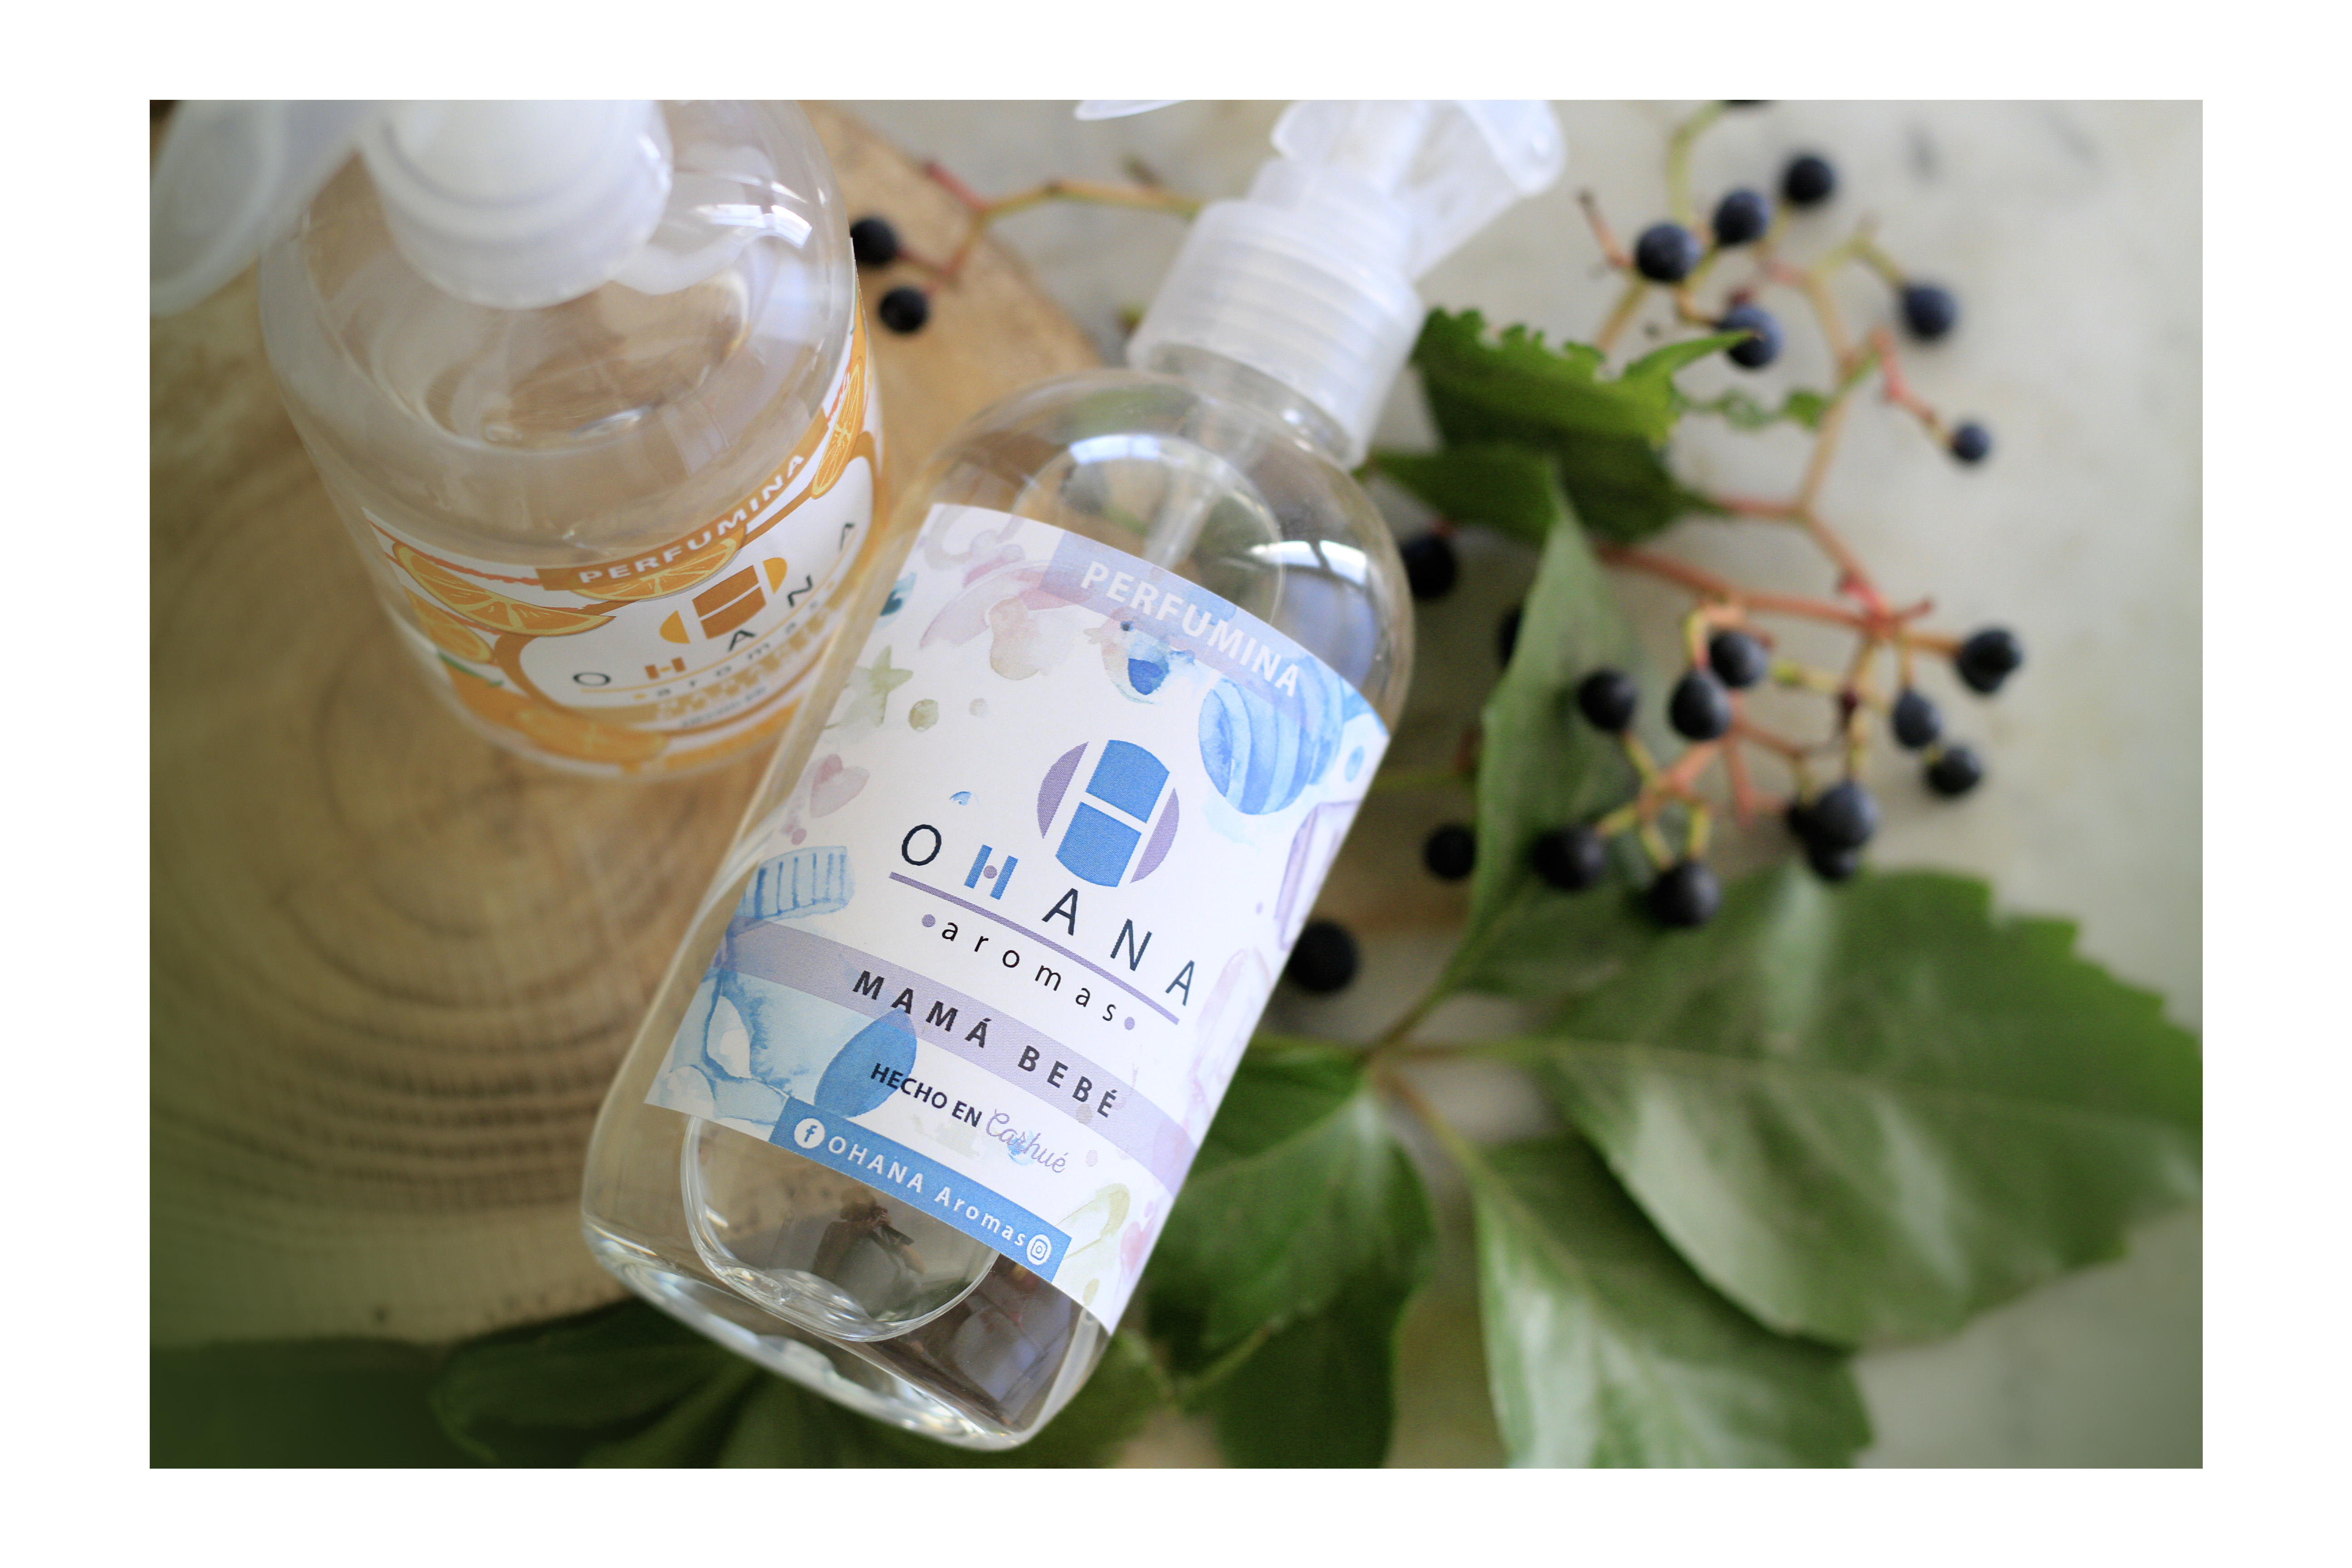 PERFUMINA
OHANA
aromas
PERFUMINA
OHANA
aromas
MAMÁ BEBÉ
HECHO EN Carhué
OHANA Aromas